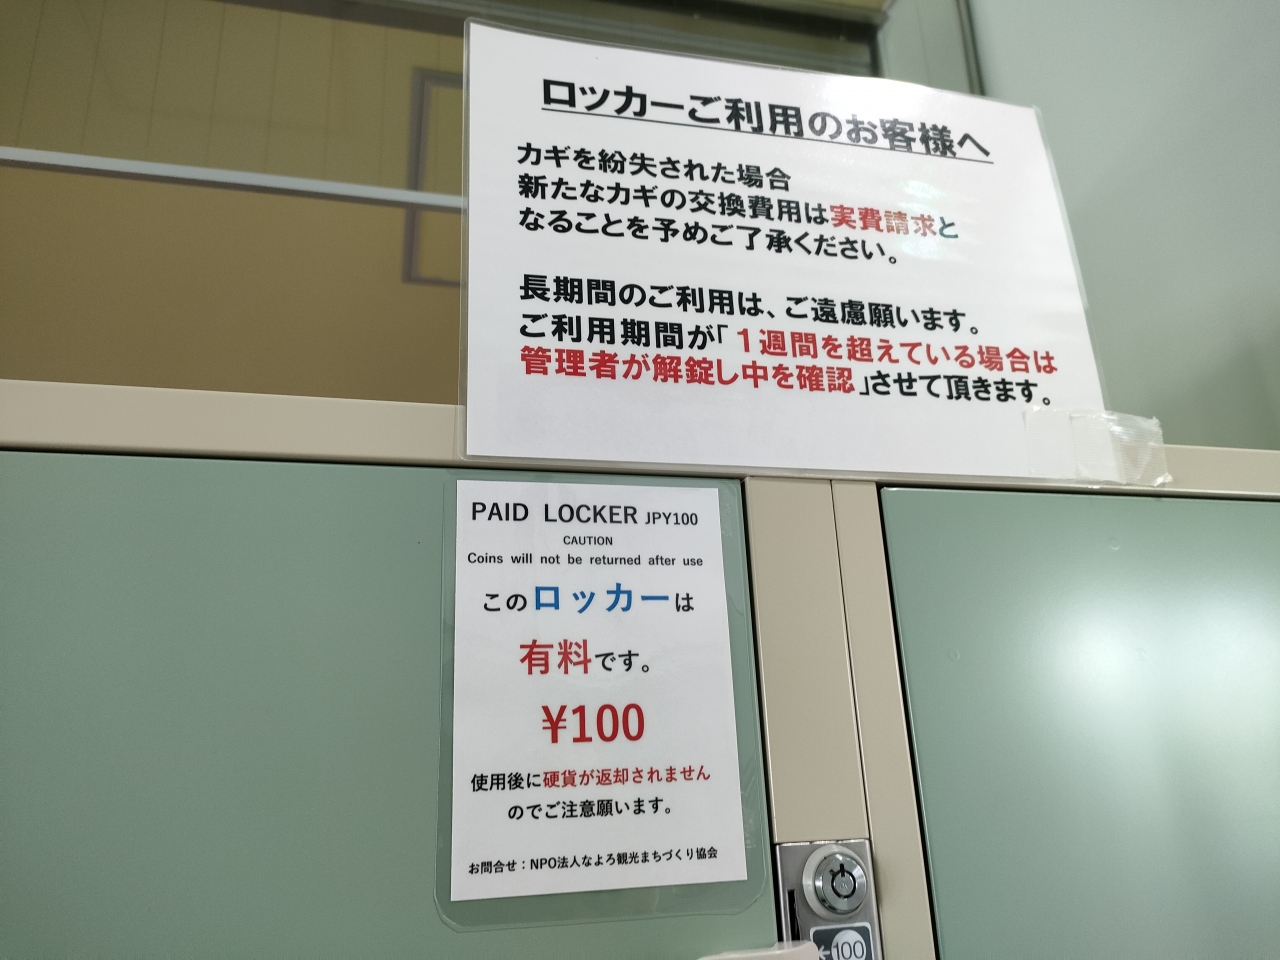 ロッカーご利用のお客様へ
カギを紛失された場合
新たなカギの交換費用は実費請求と
なることを予めご了承ください。
長期間のご利用は、ご遠慮願います。
ご利用期間が「１週間を超えている場合は
管理者が解錠し中を確認」させて頂きます。
PAID LOCKER JPY100
CAUTION
Coins will not be returned after use
このロッカーは
有料です。
¥100
使用後に硬貨が返却されません
のでご注意願います。
お問合せ：NPO法人なよろ観光まちづくり協会
←100